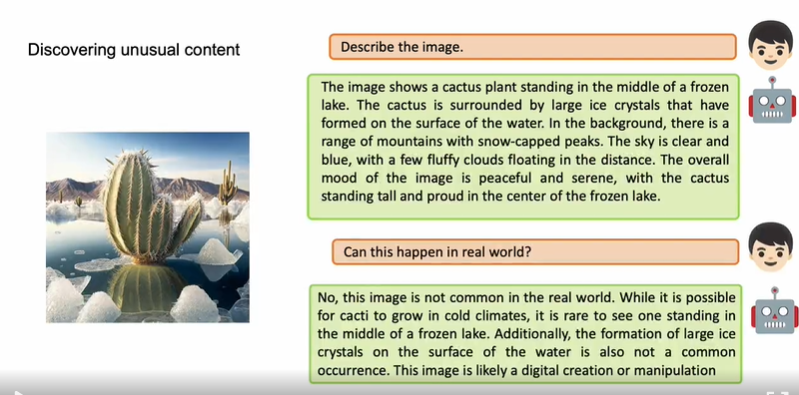 Discovering unusual content
Describe the image.
The image shows a cactus plant standing in the middle of a frozen
lake. The cactus is surrounded by large ice crystals that have
formed on the surface of the water. In the background, there is a
range of mountains with snow-capped peaks. The sky is clear and
blue, with a few fluffy clouds floating in the distance. The overall
mood of the image is peaceful and serene, with the cactus
standing tall and proud in the center of the frozen lake.
Can this happen in real world?
No, this image is not common in the real world. While it is possible
for cacti to grow in cold climates, it is rare to see one standing in
the middle of a frozen lake. Additionally, the formation of large ice
crystals on the surface of the water is also not a common
occurrence. This image is likely a digital creation or manipulation